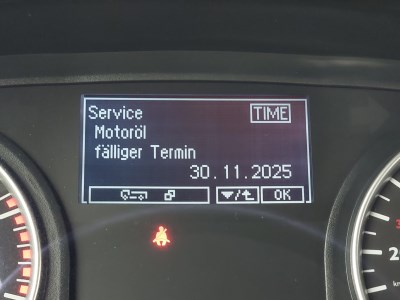 Service TIME
Motoröl
fälliger Termin
30.11.2025
OK